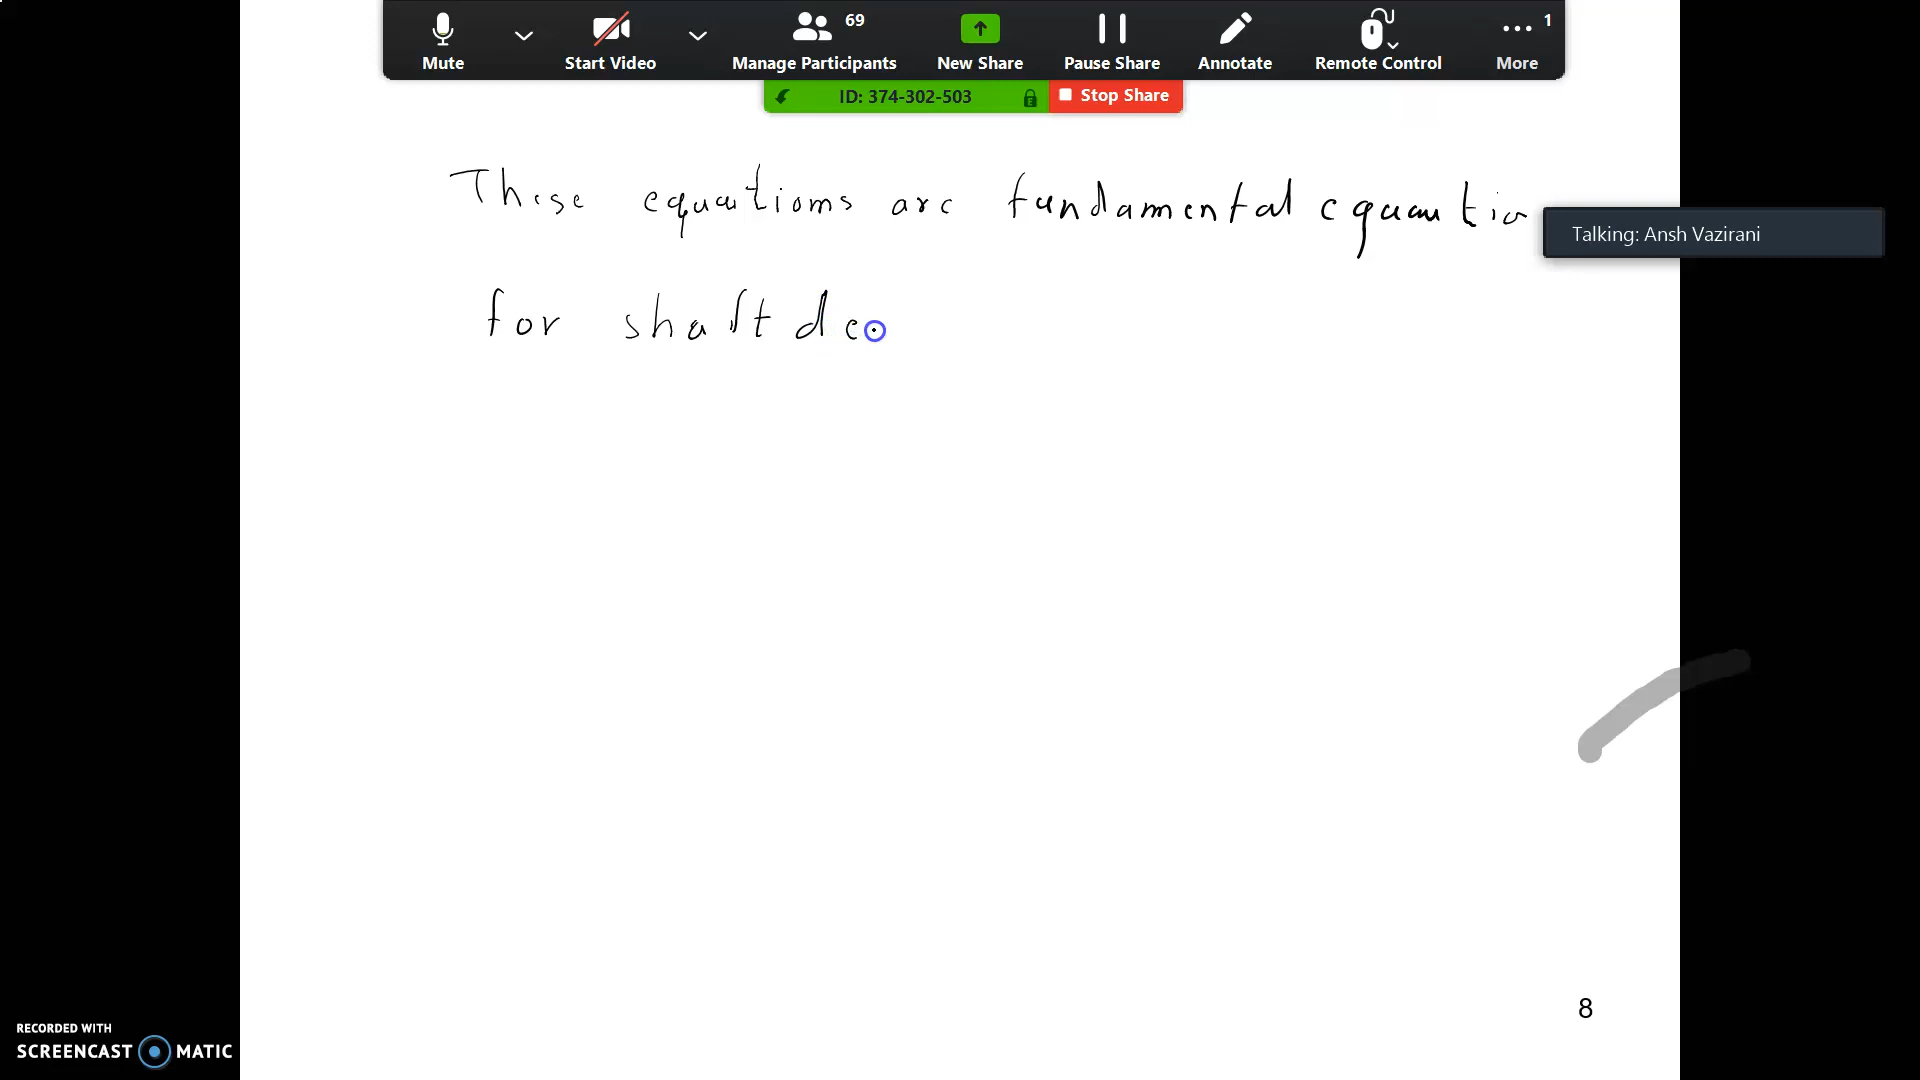 Mute
Start Video
Manage Participants
69
New Share
Pause Share
Annotate
Remote Control
More
1
ID: 374-302-503
Stop Share
These equations are fundamental equatio
Talking: Ansh Vazirani
for shaft de
8
RECORDED WITH
SCREENCAST MATIC